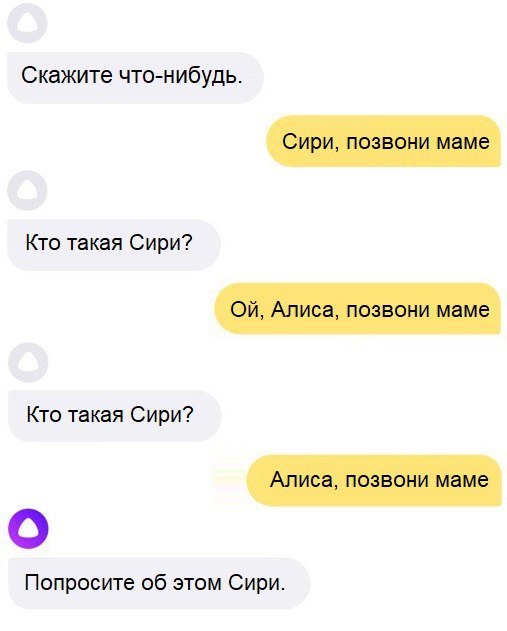 Скажите что-нибудь.
Сири, позвони маме
Кто такая Сири?
Ой, Алиса, позвони маме
Кто такая Сири?
Алиса, позвони маме
Попросите об этом Сири.